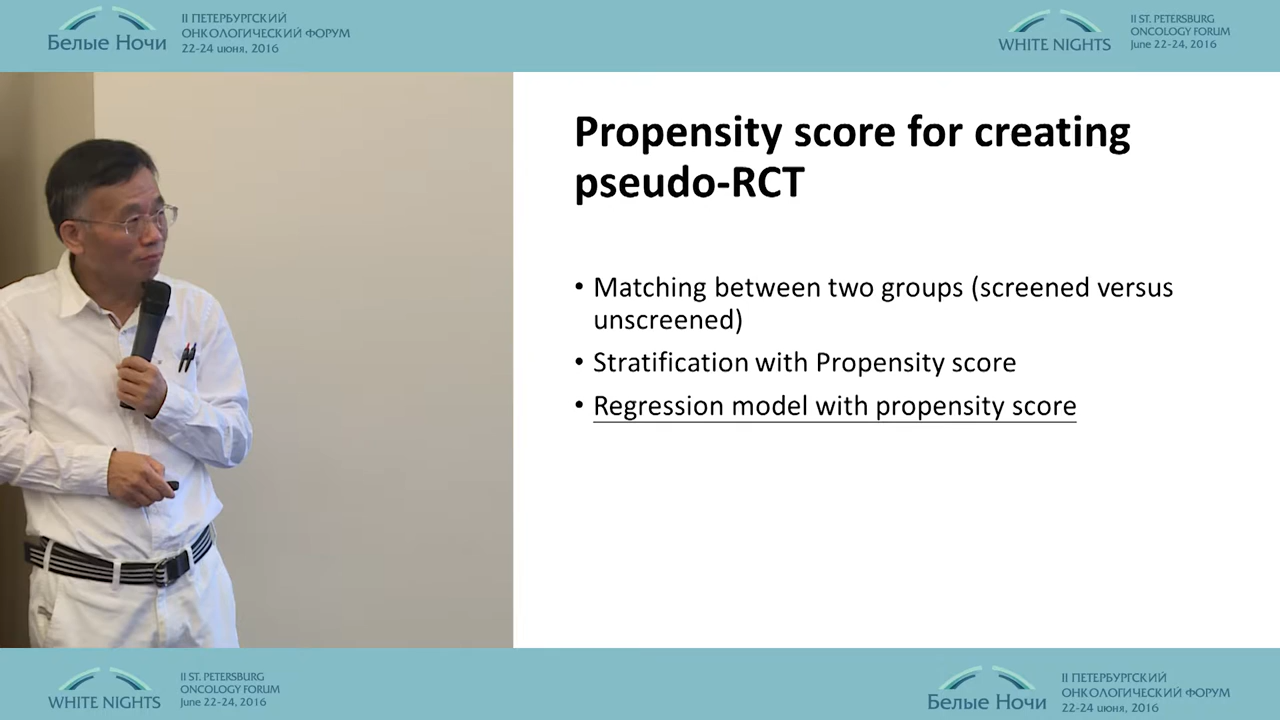 Белые Ночи
II ПЕТЕРБУРГСКИЙ
ОНКОЛОГИЧЕСКИЙ ФОРУМ
22-24 июня, 2016
WHITE NIGHTS
II ST. PETERSBURG
ONCOLOGY FORUM
June 22-24, 2016
Propensity score for creating
pseudo-RCT
• Matching between two groups (screened versus
unscreened)
• Stratification with Propensity score
• Regression model with propensity score
WHITE NIGHTS
II ST. PETERSBURG
ONCOLOGY FORUM
June 22-24, 2016
Белые Ночи
II ПЕТЕРБУРГСКИЙ
ОНКОЛОГИЧЕСКИЙ ФОРУМ
22-24 июня, 2016